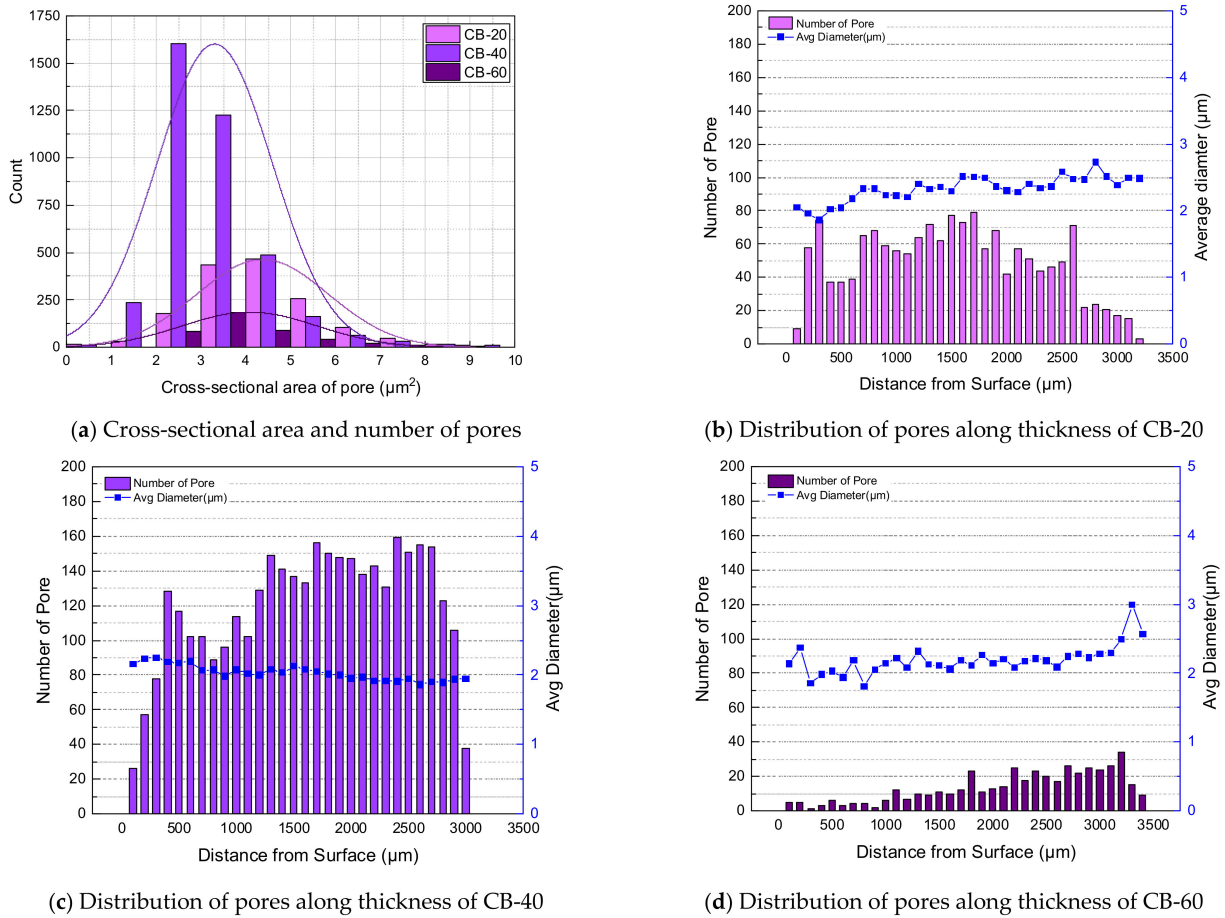 CB-20
CB-40
CB-60
Count
1750
1500
1250
1000
750
500
250
0
0 1 2 3 4 5 6 7 8 9 10
Cross-sectional area of pore (µm²)
(a) Cross-sectional area and number of pores
Number of Pore
Avg Diameter(µm)
Number of Pore
200
180
160
140
120
100
80
60
40
20
0
5
4
3
2
1
0
Average diamter (µm)
0 500 1000 1500 2000 2500 3000 3500
Distance from Surface (µm)
(b) Distribution of pores along thickness of CB-20
Number of Pore
Avg Diameter(µm)
Number of Pore
200
180
160
140
120
100
80
60
40
20
0
5
4
3
2
1
0
Avg Diameter(µm)
0 500 1000 1500 2000 2500 3000 3500
Distance from Surface (µm)
(c) Distribution of pores along thickness of CB-40
Number of Pore
Avg Diameter(µm)
Number of Pore
200
180
160
140
120
100
80
60
40
20
0
5
4
3
2
1
0
Avg Diameter(µm)
0 500 1000 1500 2000 2500 3000 3500
Distance from Surface (µm)
(d) Distribution of pores along thickness of CB-60